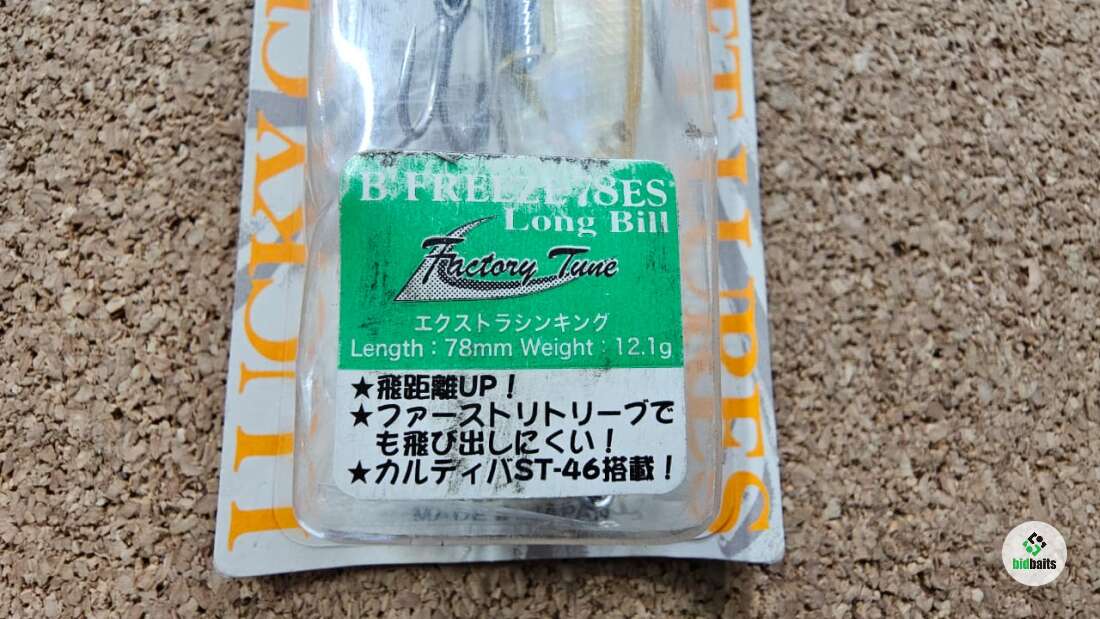 B'FREEZE 78ES
Long Bill
Factory Tune
エクストラシンキング
Length : 78mm Weight : 12.1g
★飛距離UP！
★ファーストリトリーブで
も飛び出しにくい！
★カルディバST-46搭載！
MADE
LUCKY
bidbaits